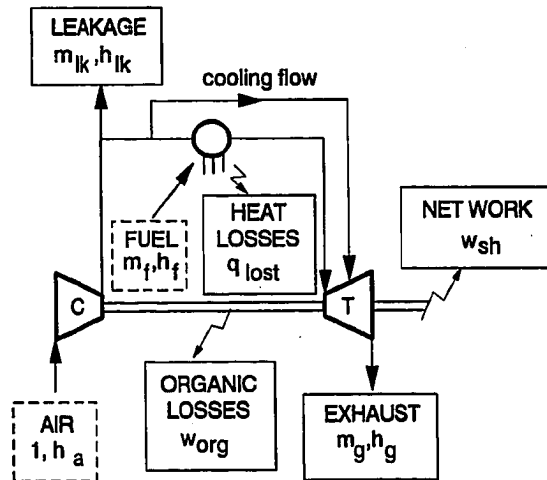 LEAKAGE
m_lk, h_lk
cooling flow
FUEL
m_f, h_f
HEAT
LOSSES
q_lost
NET WORK
w_sh
C
T
ORGANIC
LOSSES
w_org
AIR
1, h_a
EXHAUST
m_g, h_g